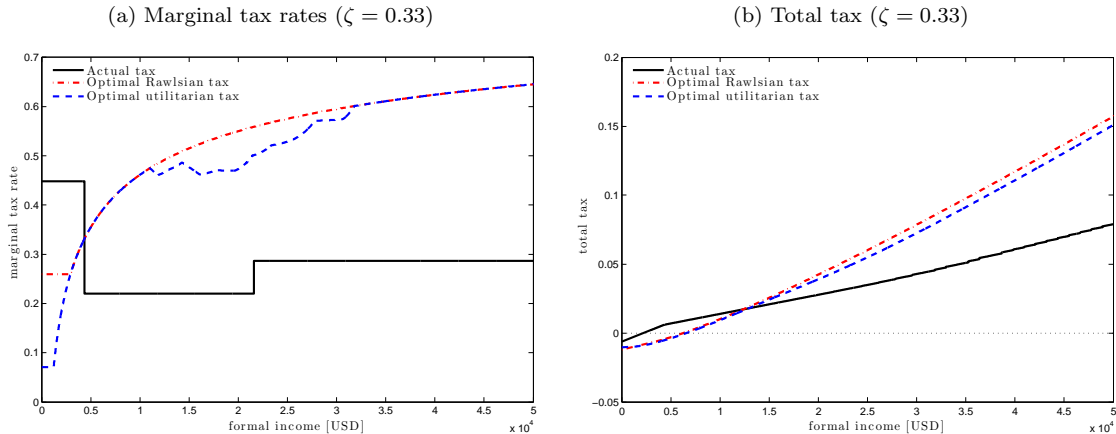 (a) Marginal tax rates (ζ = 0.33)
0.7
0.6
0.5
0.4
0.3
0.2
0.1
0
marginal tax rate
Actual tax
Optimal Rawlsian tax
Optimal utilitarian tax
0 0.5 1 1.5 2 2.5 3 3.5 4 4.5 5
formal income [USD]
x 10⁴
(b) Total tax (ζ = 0.33)
0.2
0.15
0.1
0.05
0
−0.05
total tax
Actual tax
Optimal Rawlsian tax
Optimal utilitarian tax
0 0.5 1 1.5 2 2.5 3 3.5 4 4.5 5
formal income [USD]
x 10⁴